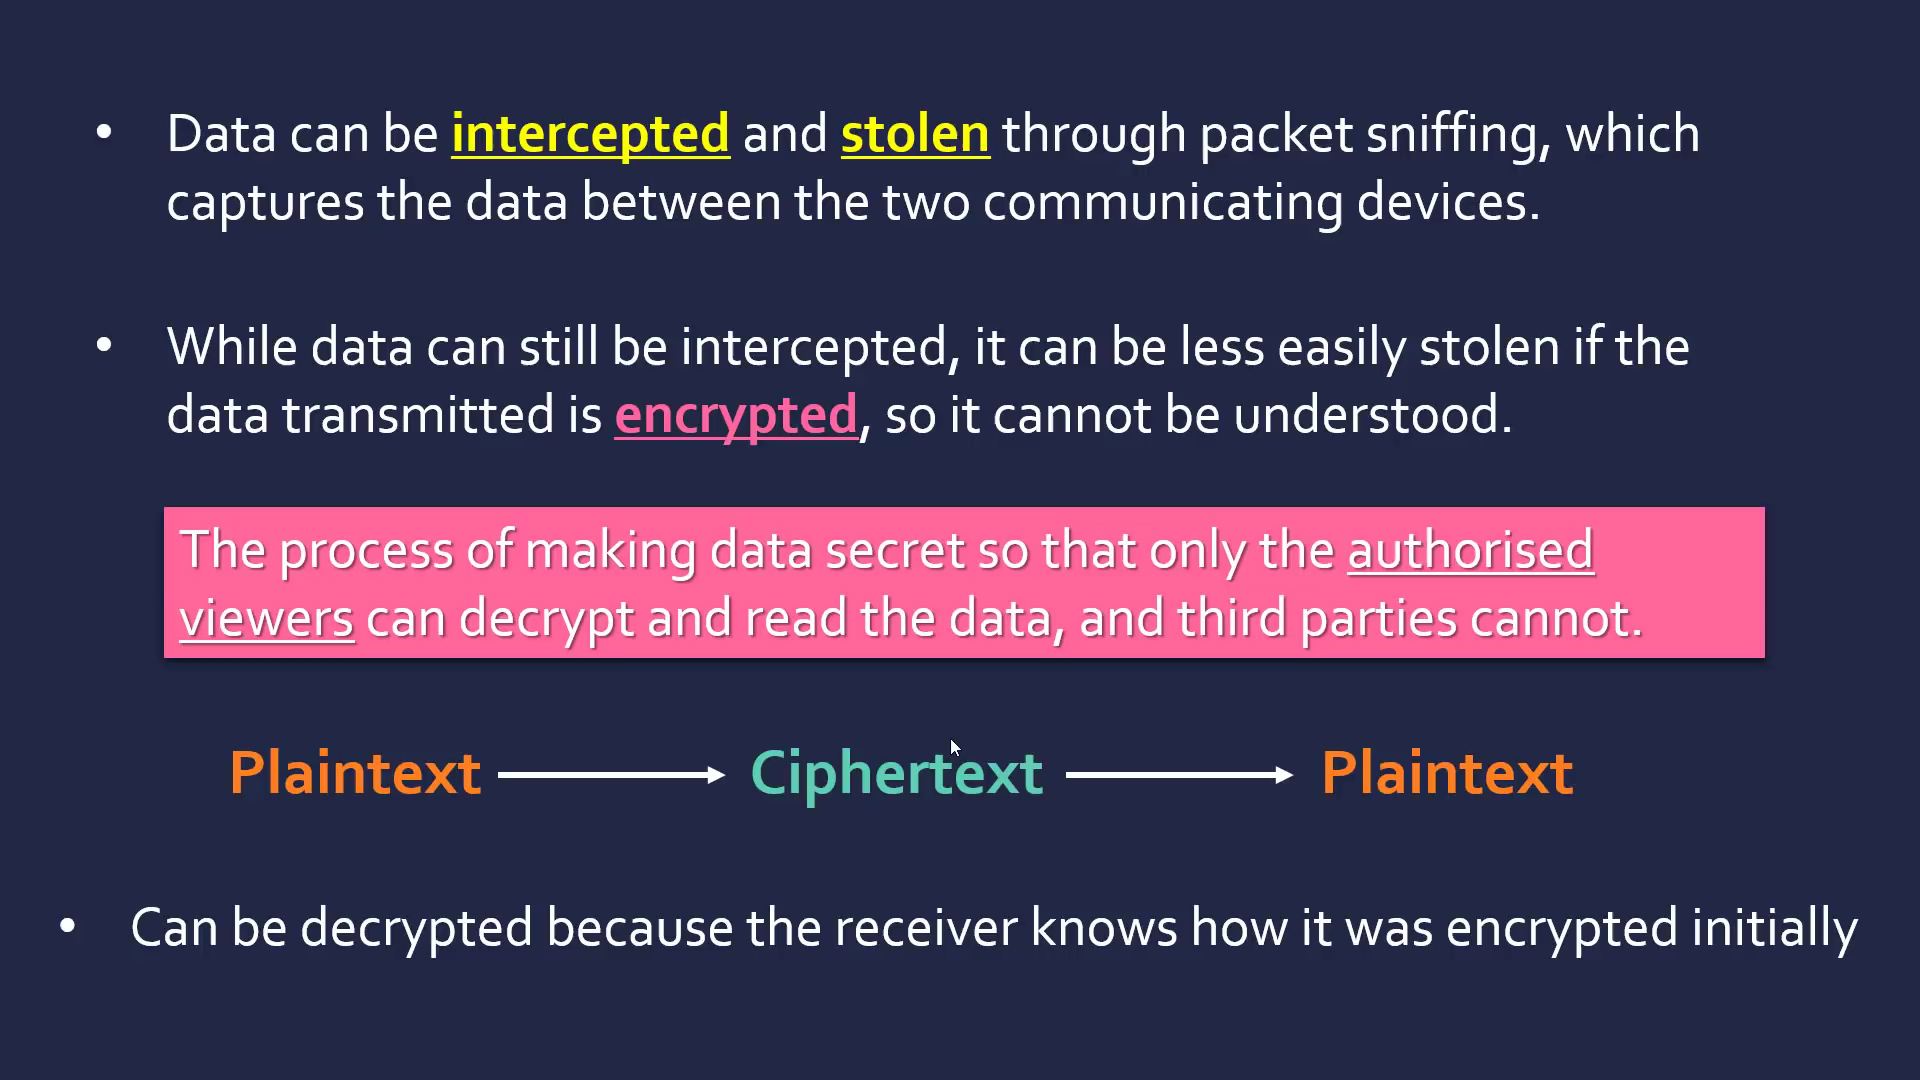 • Data can be intercepted and stolen through packet sniffing, which
captures the data between the two communicating devices.
• While data can still be intercepted, it can be less easily stolen if the
data transmitted is encrypted, so it cannot be understood.
The process of making data secret so that only the authorised
viewers can decrypt and read the data, and third parties cannot.
Plaintext Ciphertext Plaintext
• Can be decrypted because the receiver knows how it was encrypted initially